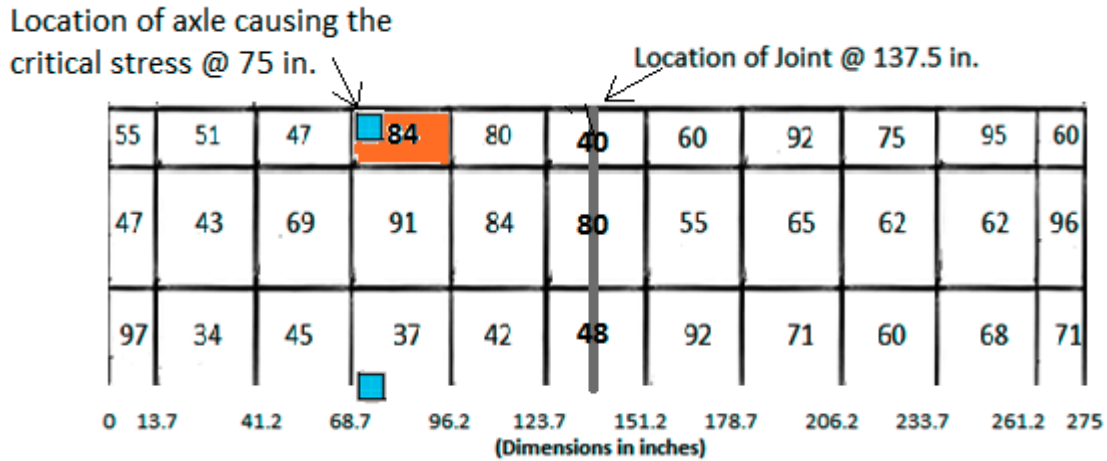 Location of axle causing the
critical stress @ 75 in.
Location of Joint @ 137.5 in.
55 51 47 84 80 40 60 92 75 95 60
47 43 69 91 84 80 55 65 62 62 96
97 34 45 37 42 48 92 71 60 68 71
0 13.7 41.2 68.7 96.2 123.7 151.2 178.7 206.2 233.7 261.2 275
(Dimensions in inches)